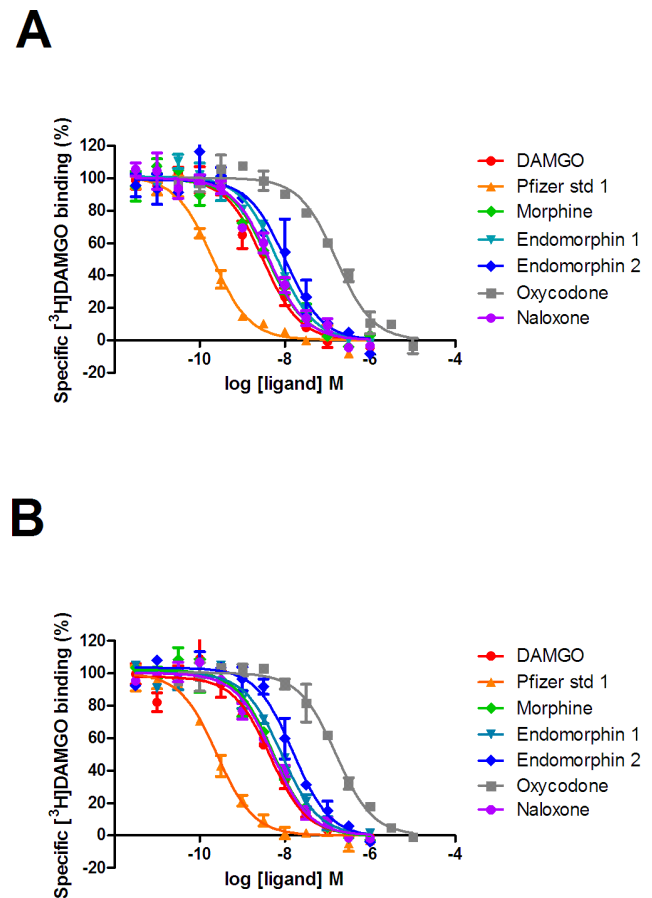 A
Specific [³H]DAMGO binding (%)
120
100
80
60
40
20
0
-20
-10
-8
-6
-4
log [ligand] M
DAMGO
Pfizer std 1
Morphine
Endomorphin 1
Endomorphin 2
Oxycodone
Naloxone
B
Specific [³H]DAMGO binding (%)
120
100
80
60
40
20
0
-20
-10
-8
-6
-4
log [ligand] M
DAMGO
Pfizer std 1
Morphine
Endomorphin 1
Endomorphin 2
Oxycodone
Naloxone